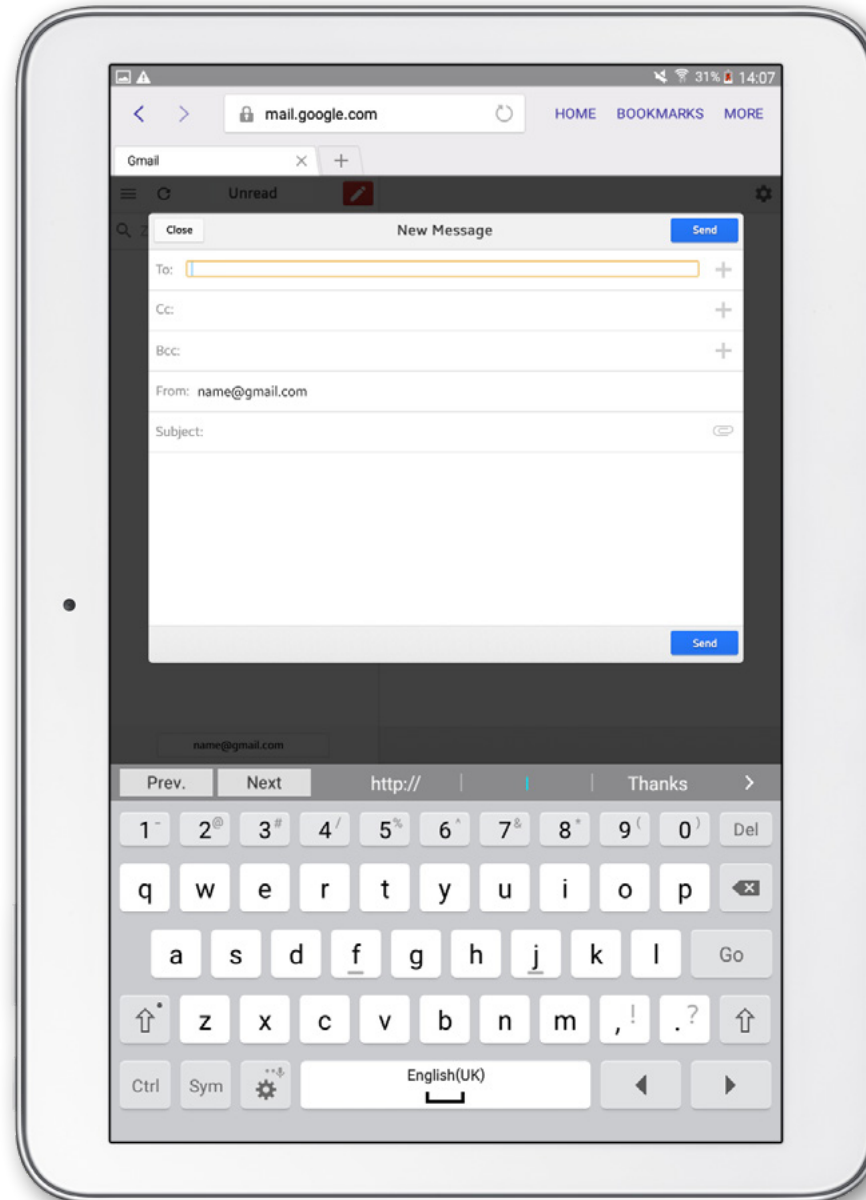 31% 14:07
mail.google.com HOME BOOKMARKS MORE
Gmail
Unread
Close New Message Send
To:
Cc:
Bcc:
From: name@gmail.com
Subject:
Send
name@gmail.com
Prev. Next http:// I Thanks
1 - 2 @ 3 # 4 / 5 % 6 ^ 7 & 8 * 9 ( 0 ) Del
q w e r t y u i o p
a s d f g h j k l Go
z x c v b n m , ! . ?
Ctrl Sym English(UK)